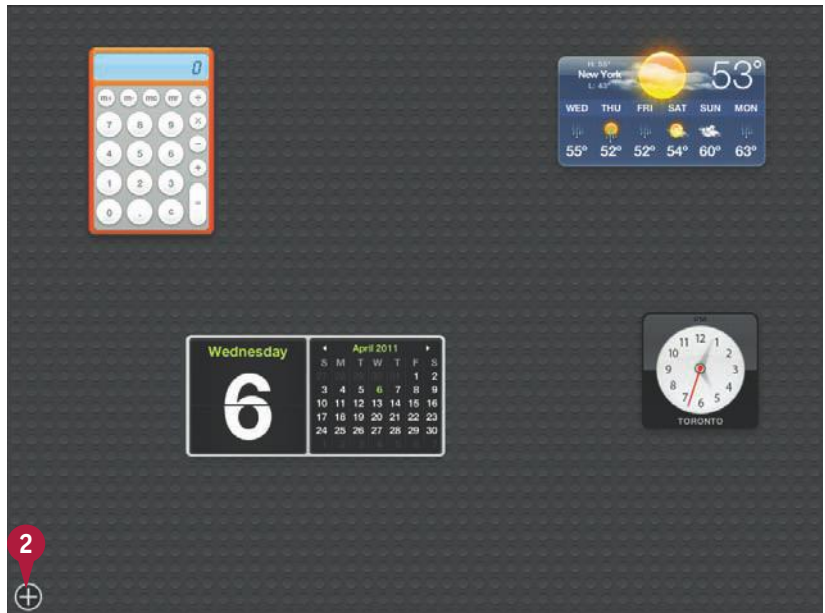 0
m+ m- mc mr ÷
7 8 9 ×
4 5 6 −
1 2 3 +
0 . c =
H: 55°
New York
L: 43°
53°
WED THU FRI SAT SUN MON
55° 52° 52° 54° 60° 63°
Wednesday
6
April 2011
S M T W T F S
1 2
3 4 5 6 7 8 9
10 11 12 13 14 15 16
17 18 19 20 21 22 23
24 25 26 27 28 29 30
PM
12
11 1
10 2
9 3
8 4
7 5
6
TORONTO
2